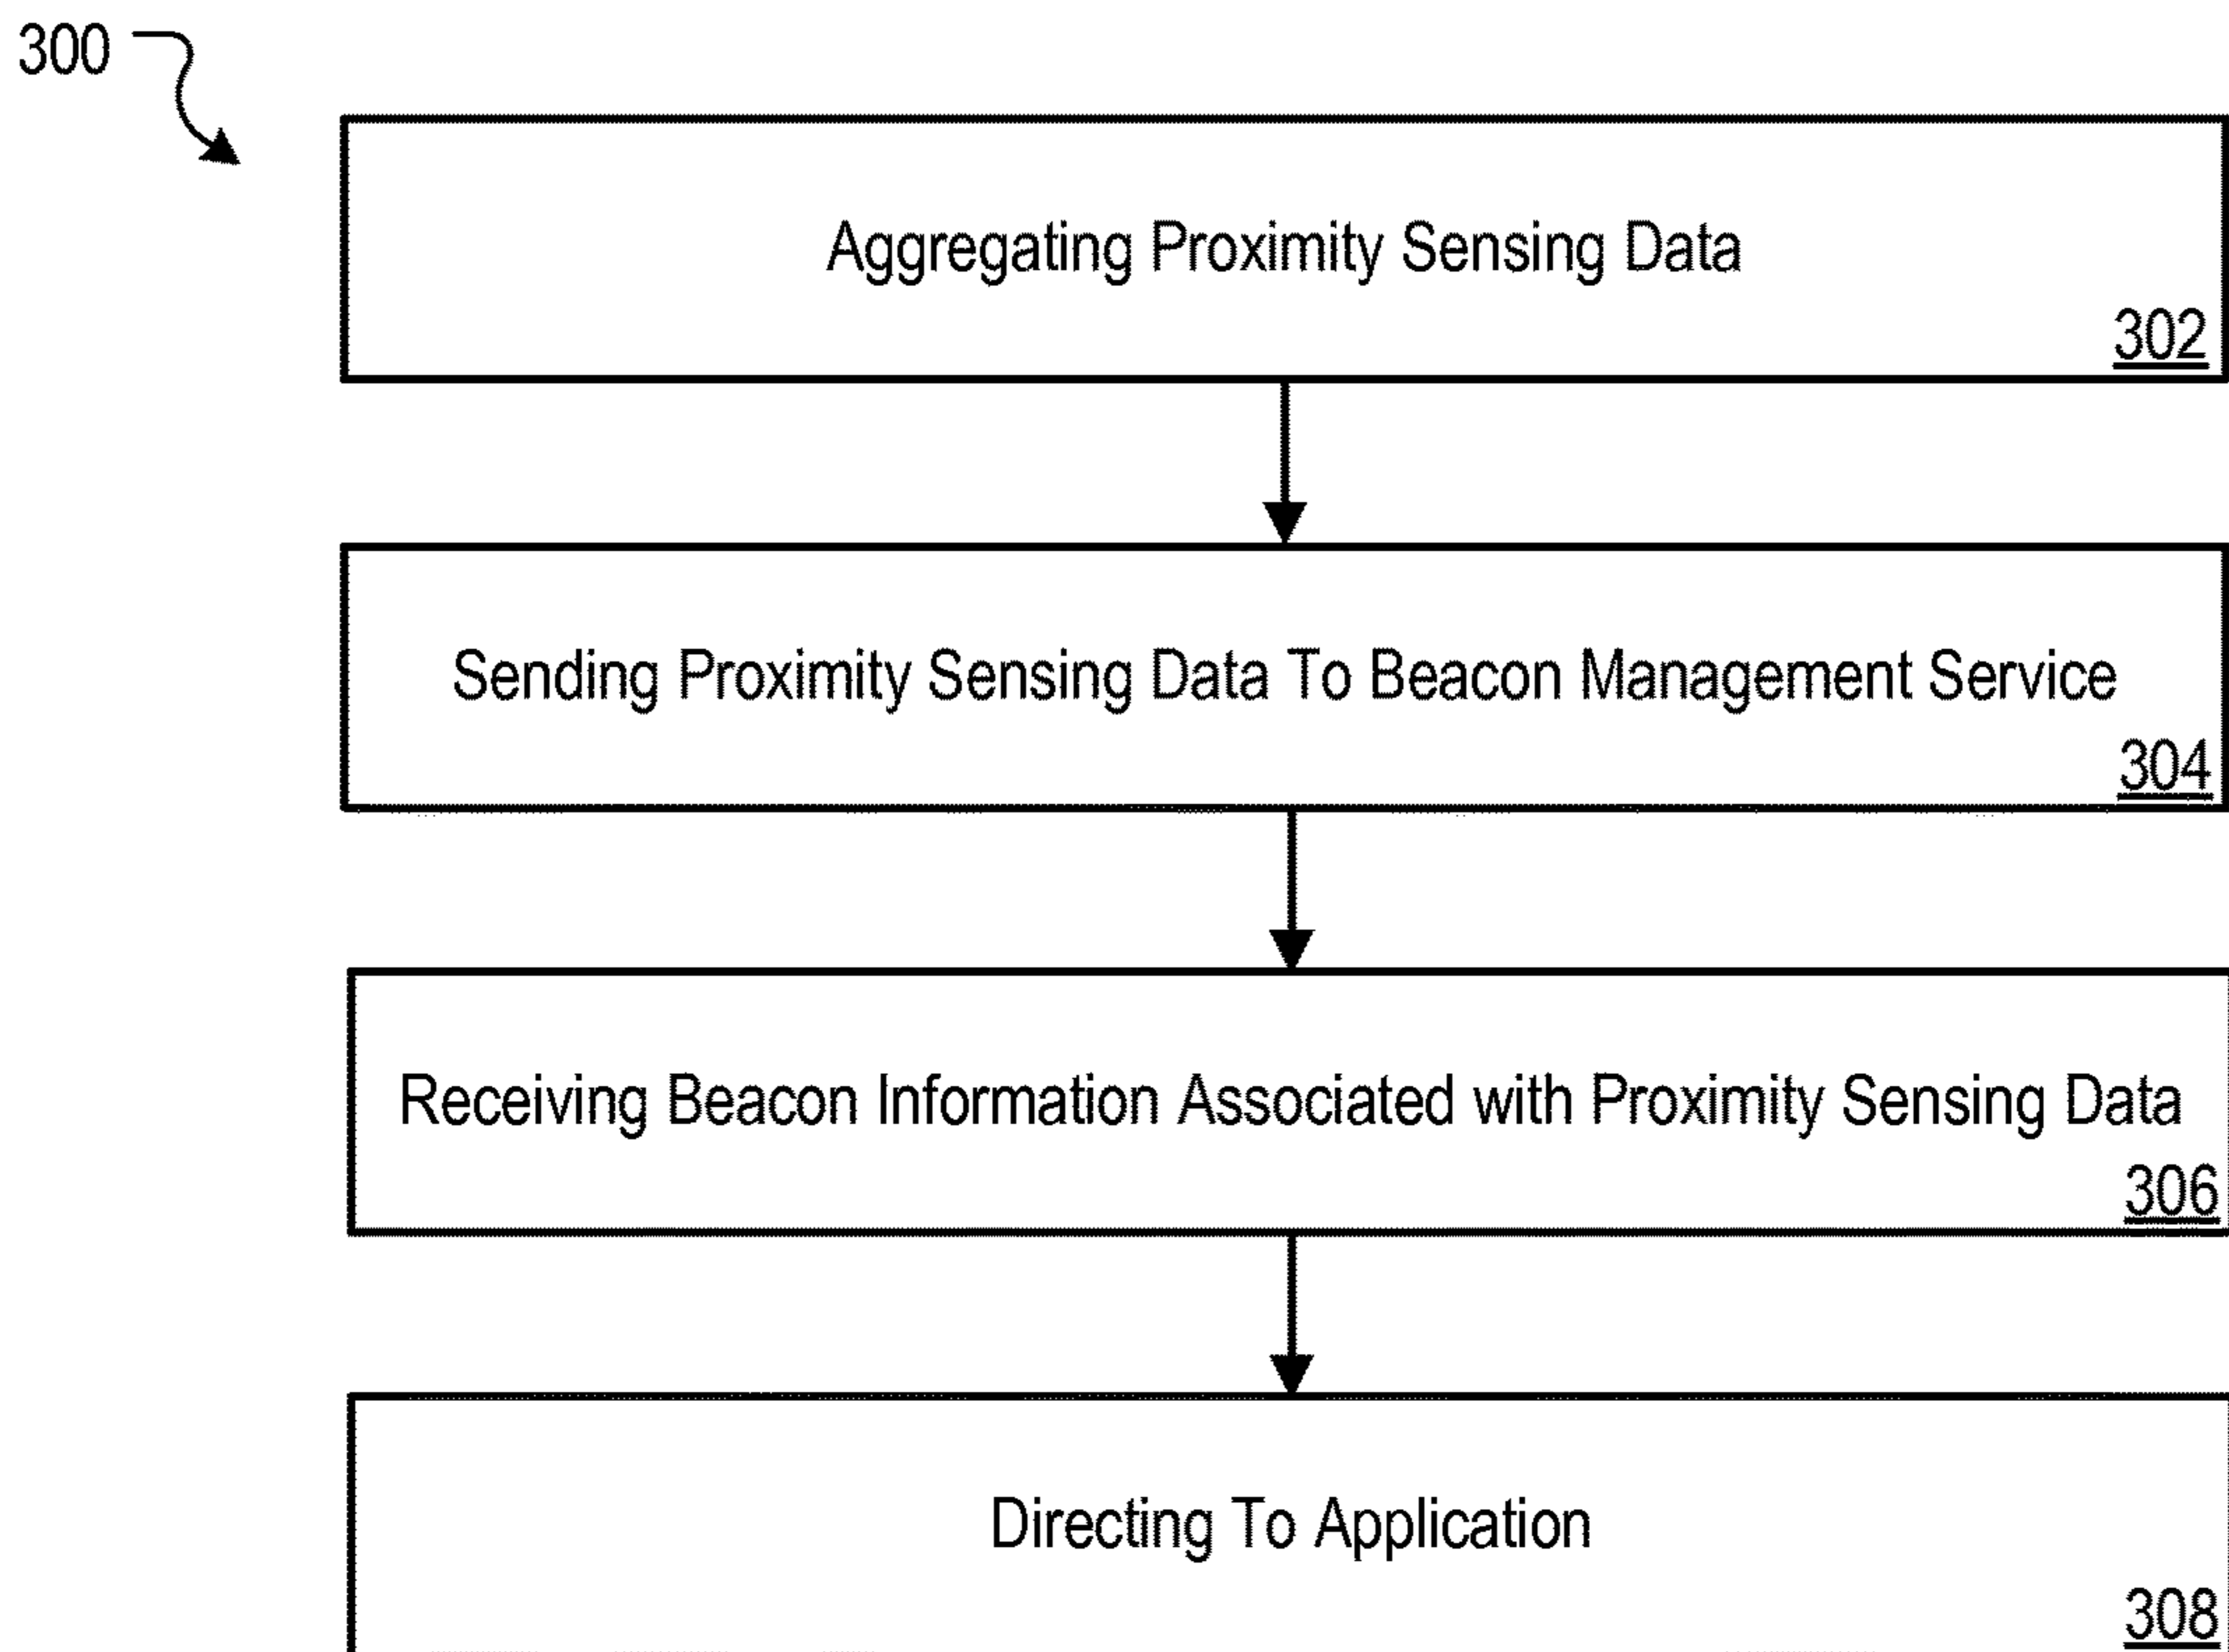 300
Aggregating Proximity Sensing Data
302
Sending Proximity Sensing Data To Beacon Management Service
304
Receiving Beacon Information Associated with Proximity Sensing Data
306
Directing To Application
308